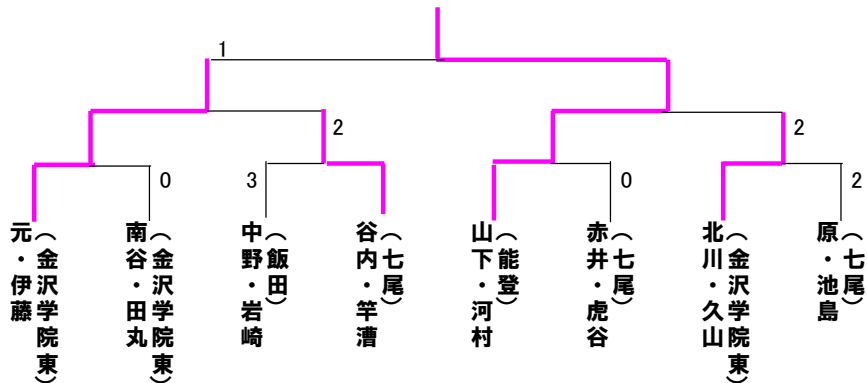 1
2
2
0
3
0
2
元・伊藤
（金沢学院東）
南谷・田丸
（金沢学院東）
中野・岩崎
（飯田）
谷内・竿漕
（七尾）
山下・河村
（能登）
赤井・虎谷
（七尾）
北川・久山
（金沢学院東）
原・池島
（七尾）